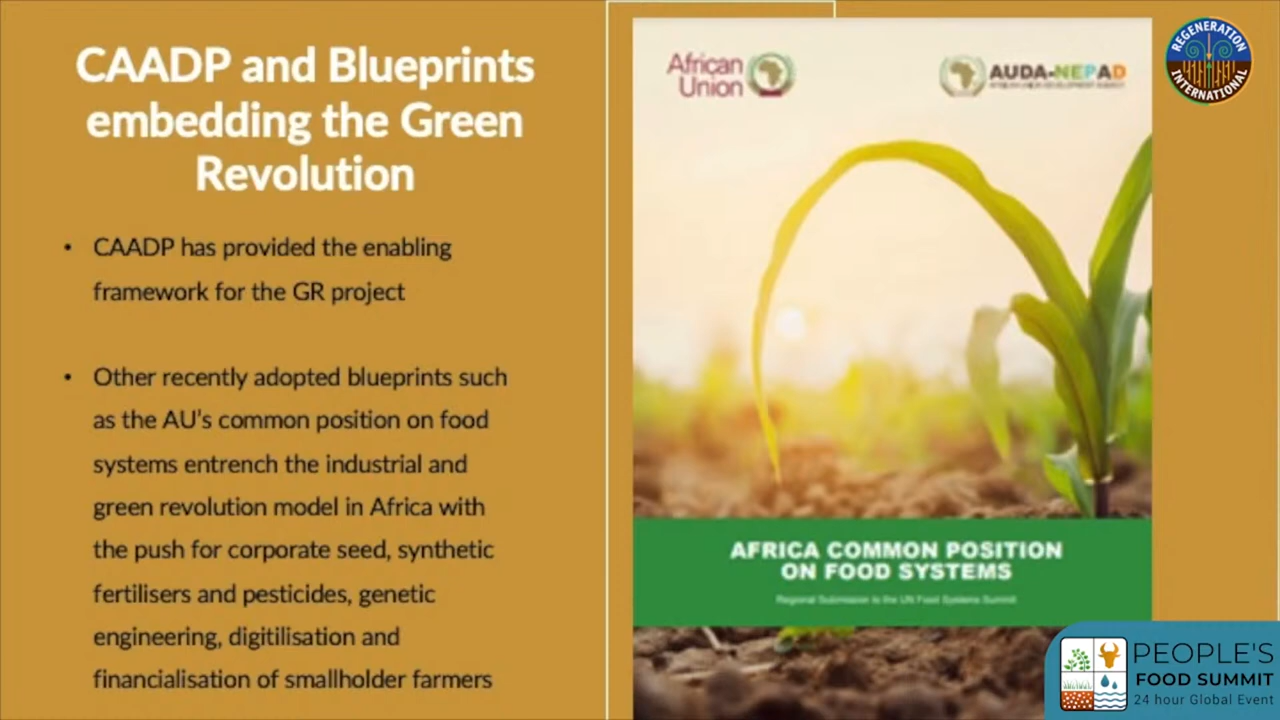 CAADP and Blueprints
embedding the Green
Revolution
• CAADP has provided the enabling
framework for the GR project
• Other recently adopted blueprints such
as the AU's common position on food
systems entrench the industrial and
green revolution model in Africa with
the push for corporate seed, synthetic
fertilisers and pesticides, genetic
engineering, digitilisation and
financialisation of smallholder farmers
African
Union
AUDA-NEPAD
AFRICA COMMON POSITION
ON FOOD SYSTEMS
Regional Submission to the UN Food Systems Summit
REGENERATION
INTERNATIONAL
PEOPLE'S
FOOD SUMMIT
24 hour Global Event